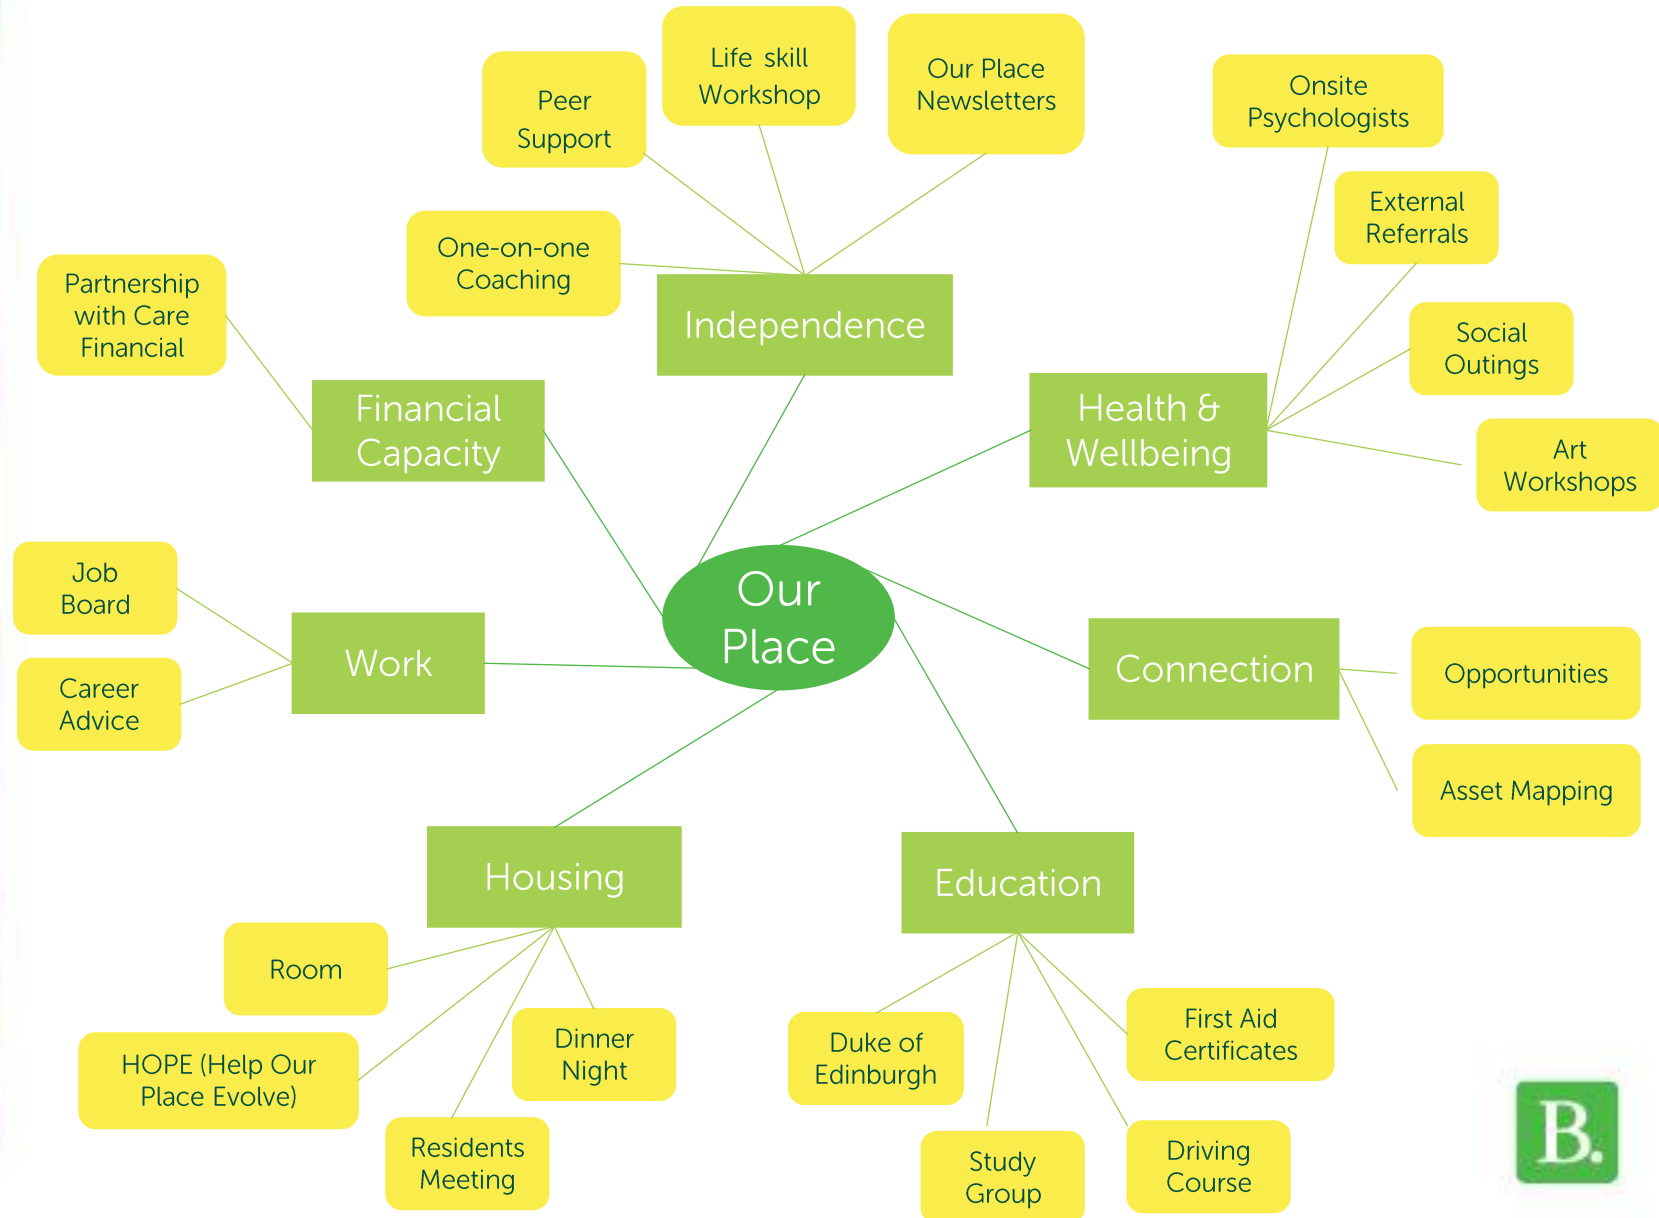 Life skill
Workshop
Our Place
Newsletters
Peer
Support
Onsite
Psychologists
External
Referrals
One-on-one
Coaching
Partnership
with Care
Financial
Independence
Social
Outings
Financial
Capacity
Health &
Wellbeing
Art
Workshops
Our
Place
Job
Board
Work
Career
Advice
Connection
Opportunities
Asset Mapping
Housing
Education
Room
HOPE (Help Our
Place Evolve)
Dinner
Night
Residents
Meeting
Duke of
Edinburgh
First Aid
Certificates
Study
Group
Driving
Course
B.